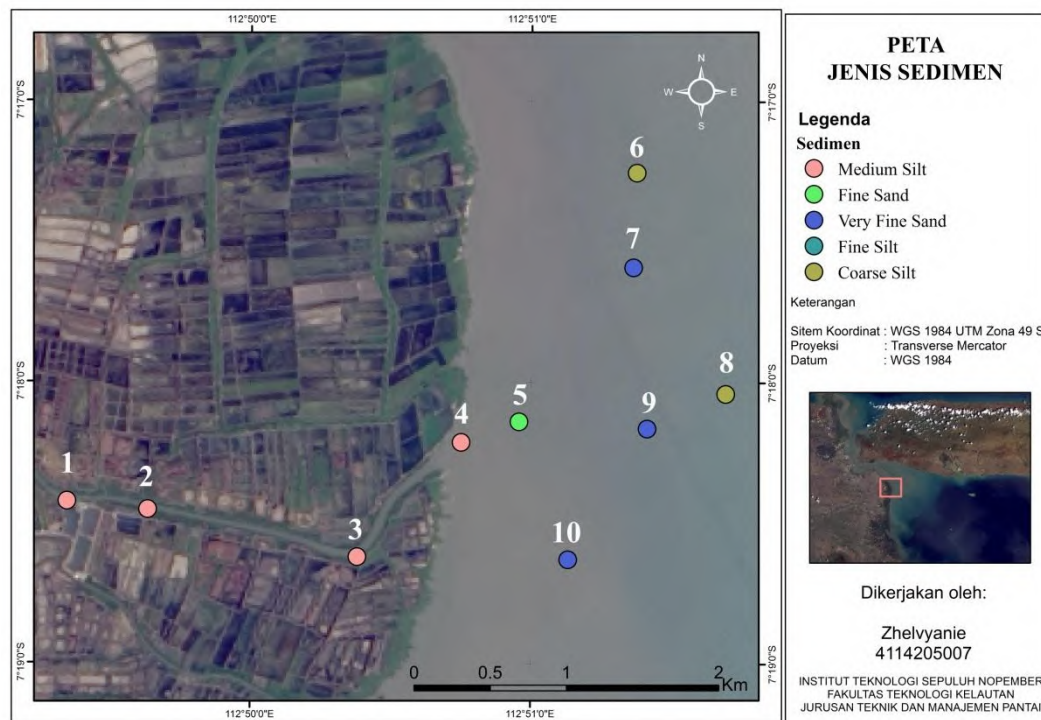 112°50'0"E
112°51'0"E
7°17'0"S
7°17'0"S
N
W
E
S
6
7
7°18'0"S
7°18'0"S
8
5
9
4
1
2
3
10
7°19'0"S
7°19'0"S
0
0.5
1
2
Km
112°50'0"E
112°51'0"E
PETA
JENIS SEDIMEN
Legenda
Sedimen
Medium Silt
Fine Sand
Very Fine Sand
Fine Silt
Coarse Silt
Keterangan
Sitem Koordinat : WGS 1984 UTM Zona 49 S
Proyeksi : Transverse Mercator
Datum : WGS 1984
Dikerjakan oleh:
Zhelvyanie
4114205007
INSTITUT TEKNOLOGI SEPULUH NOPEMBER
FAKULTAS TEKNOLOGI KELAUTAN
JURUSAN TEKNIK DAN MANAJEMEN PANTAI